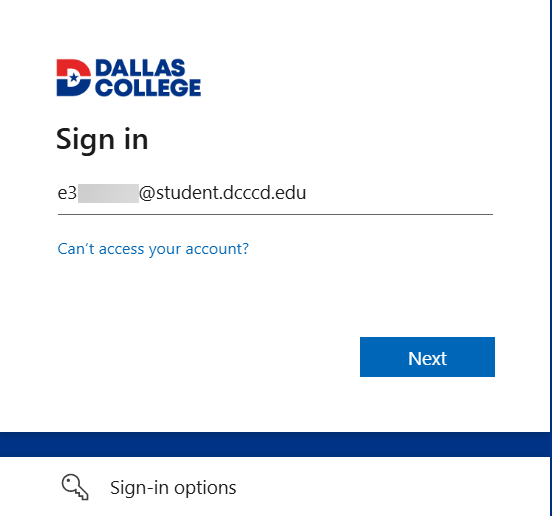 DALLAS
COLLEGE
Sign in
e3 @student.dcccd.edu
Can't access your account?
Next
Sign-in options